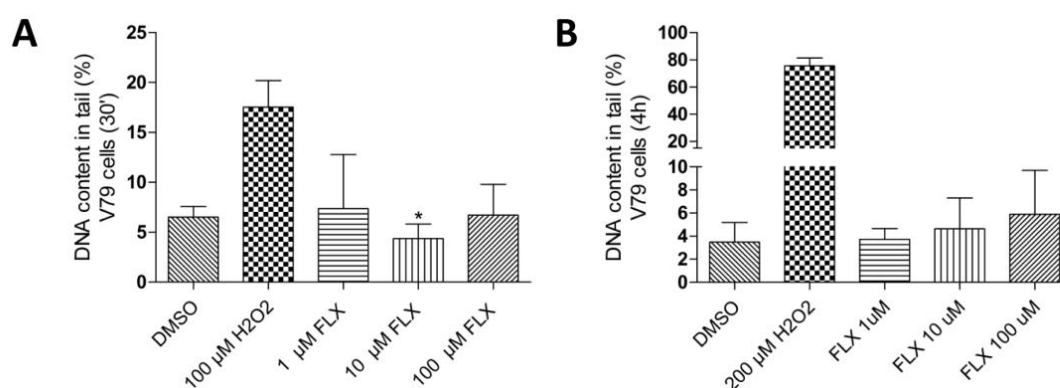 A
DNA content in tail (%)
V79 cells (30')
25
20
15
10
5
0
*
DMSO
100 µM H2O2
1 µM FLX
10 µM FLX
100 µM FLX
B
DNA content in tail (%)
V79 cells (4h)
100
80
60
40
20
10
8
6
4
2
0
DMSO
200 µM H2O2
FLX 1uM
FLX 10 uM
FLX 100 uM